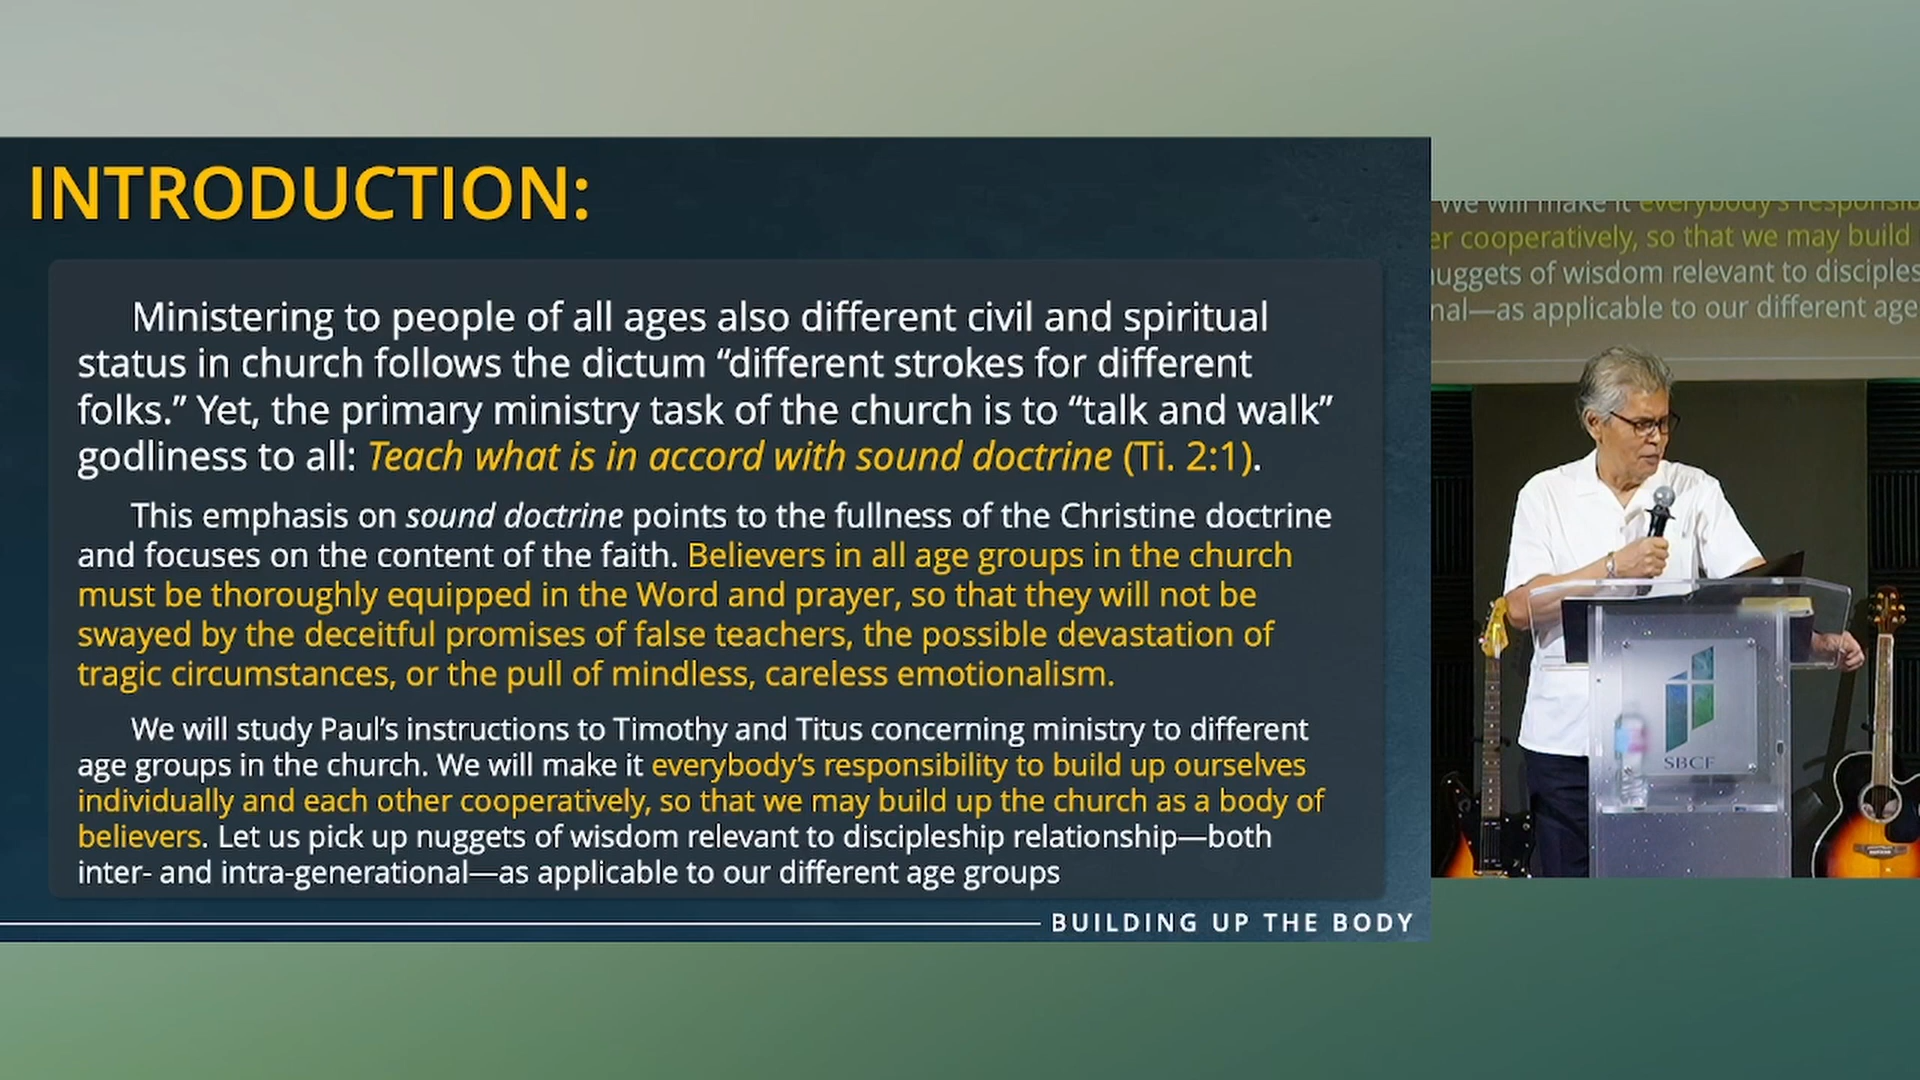 INTRODUCTION:
Ministering to people of all ages also different civil and spiritual
status in church follows the dictum “different strokes for different
folks.” Yet, the primary ministry task of the church is to “talk and walk”
godliness to all: Teach what is in accord with sound doctrine (Ti. 2:1).
This emphasis on sound doctrine points to the fullness of the Christine doctrine
and focuses on the content of the faith. Believers in all age groups in the church
must be thoroughly equipped in the Word and prayer, so that they will not be
swayed by the deceitful promises of false teachers, the possible devastation of
tragic circumstances, or the pull of mindless, careless emotionalism.
We will study Paul’s instructions to Timothy and Titus concerning ministry to different
age groups in the church. We will make it everybody’s responsibility to build up ourselves
individually and each other cooperatively, so that we may build up the church as a body of
believers. Let us pick up nuggets of wisdom relevant to discipleship relationship—both
inter- and intra-generational—as applicable to our different age groups
BUILDING UP THE BODY
We will make it everybody's responsib
er cooperatively, so that we may build
nuggets of wisdom relevant to disciples
nal—as applicable to our different age
SBCF